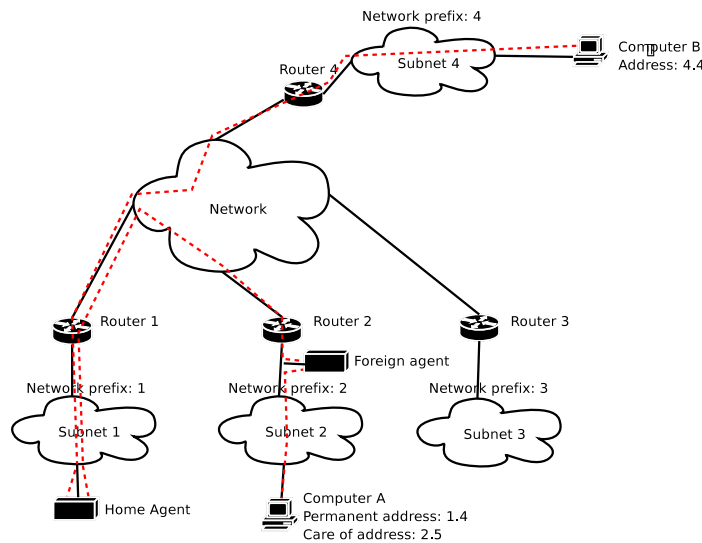 Network prefix: 4
Computer B
Address: 4.4
Router 4
Subnet 4
Network
Router 1
Router 2
Router 3
Foreign agent
Network prefix: 1
Network prefix: 2
Network prefix: 3
Subnet 1
Subnet 2
Subnet 3
Home Agent
Computer A
Permanent address: 1.4
Care of address: 2.5